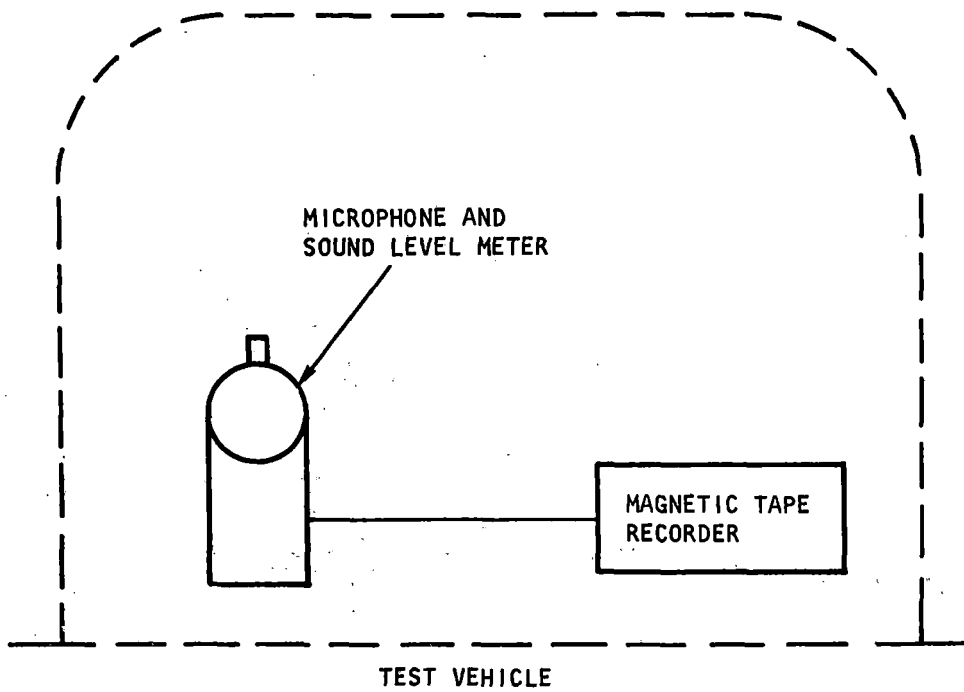 MICROPHONE AND
SOUND LEVEL METER
MAGNETIC TAPE
RECORDER
TEST VEHICLE